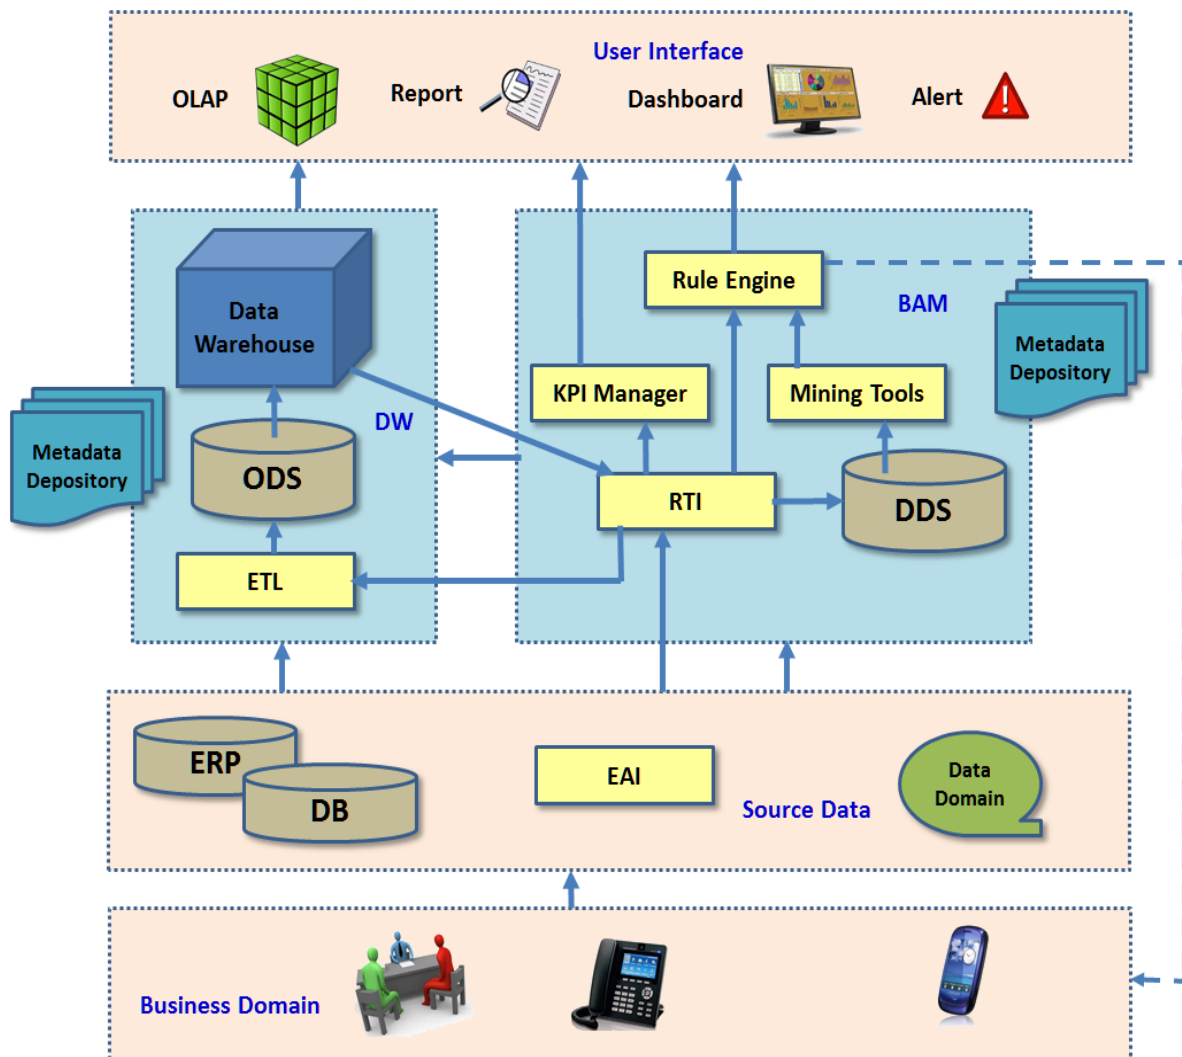 User Interface
OLAP
Report
Dashboard
Alert
Data
Warehouse
DW
Metadata
Depository
ODS
ETL
Rule Engine
BAM
Metadata
Depository
KPI Manager
Mining Tools
RTI
DDS
ERP
DB
EAI
Source Data
Data
Domain
Business Domain